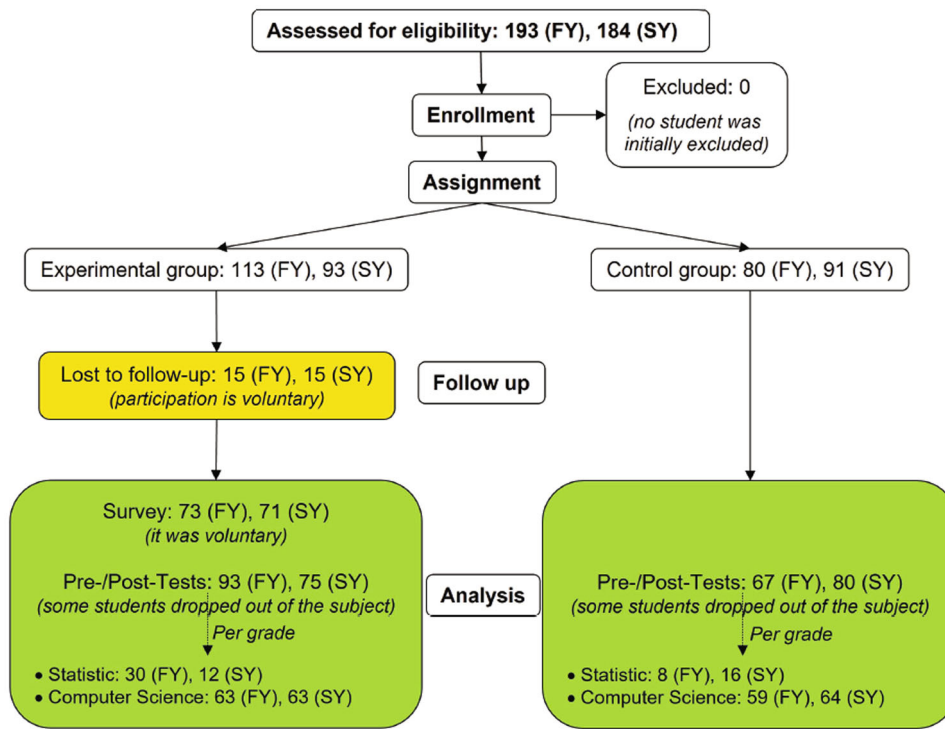 Assessed for eligibility: 193 (FY), 184 (SY)
Excluded: 0
(no student was
initially excluded)
Enrollment
Assignment
Experimental group: 113 (FY), 93 (SY)
Control group: 80 (FY), 91 (SY)
Lost to follow-up: 15 (FY), 15 (SY)
(participation is voluntary)
Follow up
Survey: 73 (FY), 71 (SY)
(it was voluntary)
Pre-/Post-Tests: 93 (FY), 75 (SY)
(some students dropped out of the subject)
Per grade
• Statistic: 30 (FY), 12 (SY)
• Computer Science: 63 (FY), 63 (SY)
Analysis
Pre-/Post-Tests: 67 (FY), 80 (SY)
(some students dropped out of the subject)
Per grade
• Statistic: 8 (FY), 16 (SY)
• Computer Science: 59 (FY), 64 (SY)